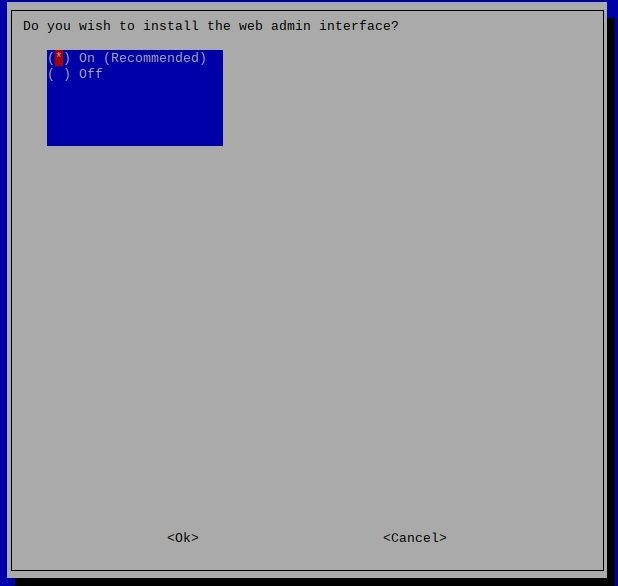 Do you wish to install the web admin interface?
(*) On (Recommended)
( ) Off
<Ok> <Cancel>